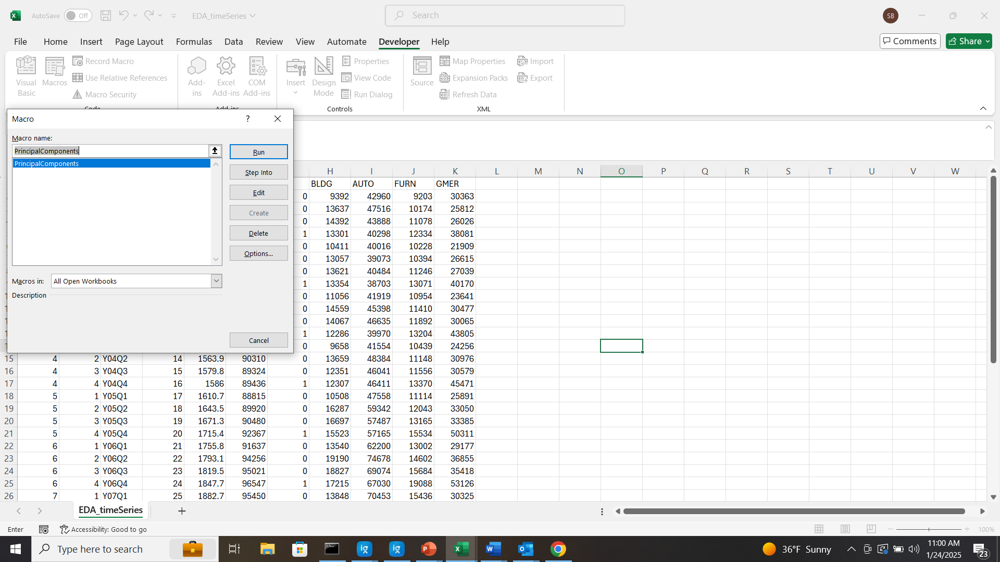 AutoSave Off EDA_timeSeries Search SB
File Home Insert Page Layout Formulas Data Review View Automate Developer Help Comments Share
Visual Basic
Macros
Record Macro
Use Relative References
Macro Security
Code
Add-ins
Excel Add-ins
COM Add-ins
Add-ins
Insert
Design Mode
Properties
View Code
Run Dialog
Controls
Source
Map Properties
Expansion Packs
Refresh Data
Import
Export
XML
Macro ?
Macro name:
PrincipalComponents
PrincipalComponents
Run
Step Into
Edit
Create
Delete
Options...
Macros in: All Open Workbooks
Description
Cancel
H I J K L M N O P Q R S T U V W
BLDG AUTO FURN GMER
0 9392 42960 9203 30363
0 13637 47516 10174 25812
0 14392 43888 11078 26026
1 13301 40298 12334 38081
0 10411 40016 10228 21909
0 13057 39073 10394 26615
0 13621 40484 11246 27039
1 13354 38703 13071 40170
0 11056 41919 10954 23641
0 14559 45398 11410 30477
0 14067 46635 11892 30065
1 12286 39970 13204 43805
0 9658 41554 10439 24256
15 4 2 Y04Q2 14 1563.9 90310 0 13659 48384 11148 30976
16 4 3 Y04Q3 15 1579.8 89324 0 12351 46041 11556 30579
17 4 4 Y04Q4 16 1586 89436 1 12307 46411 13370 45471
18 5 1 Y05Q1 17 1610.7 88815 0 10508 47558 11114 25891
19 5 2 Y05Q2 18 1643.5 89920 0 16287 59342 12043 33050
20 5 3 Y05Q3 19 1671.3 90480 0 16697 57487 13165 33385
21 5 4 Y05Q4 20 1715.4 92367 1 15523 57165 15534 50311
22 6 1 Y06Q1 21 1755.8 91637 0 13540 62200 13002 29177
23 6 2 Y06Q2 22 1793.1 94256 0 19190 74678 14602 36855
24 6 3 Y06Q3 23 1819.5 95021 0 18827 69074 15684 35418
25 6 4 Y06Q4 24 1847.7 96547 1 17215 67030 19088 53126
26 7 1 Y07Q1 25 1882.7 95450 0 13848 70453 15436 30325
EDA_timeSeries
Enter Accessibility: Good to go 100%
Type here to search 36°F Sunny 11:00 AM
1/24/2025
23